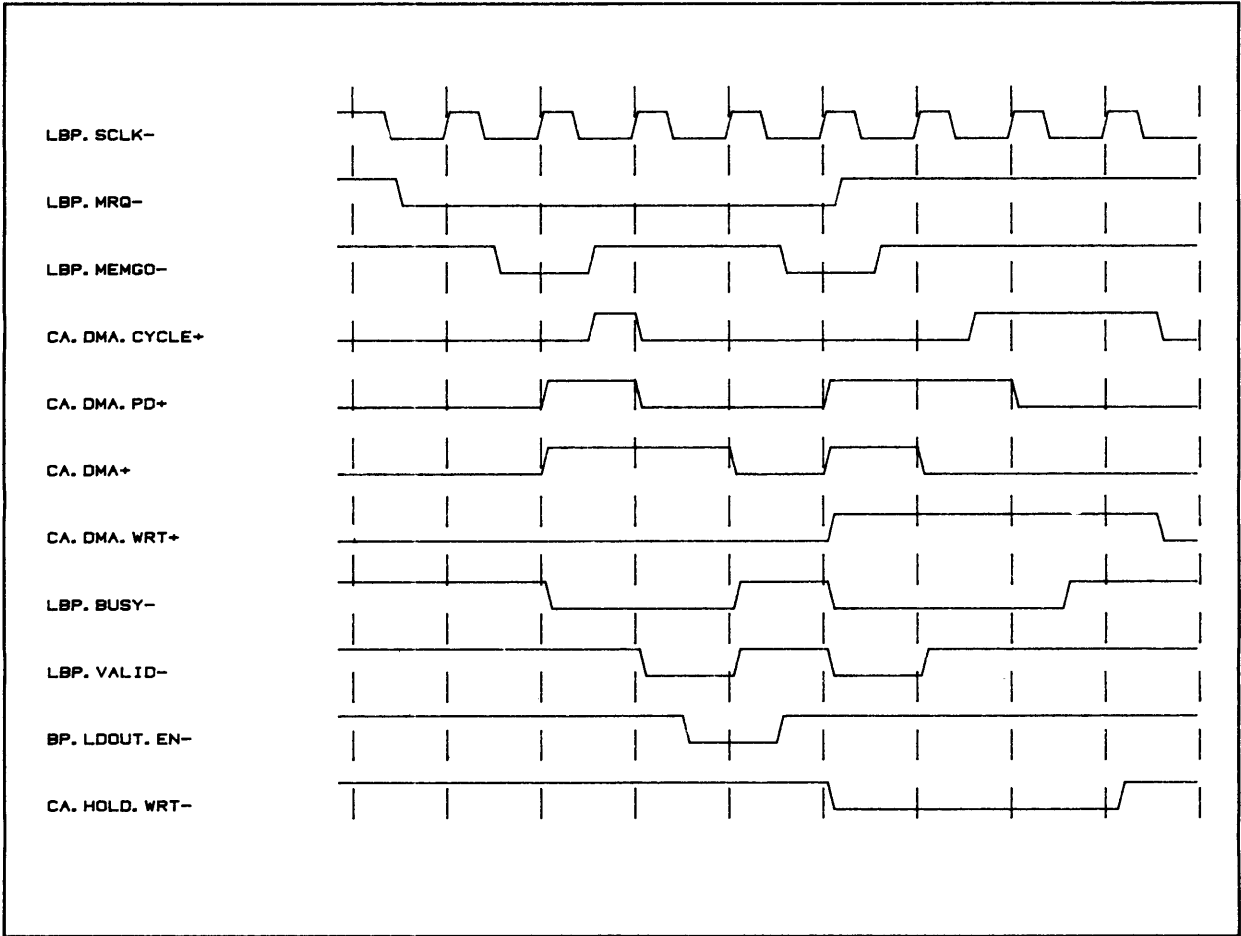 LBP. SCLK-
LBP. MRQ-
LBP. MEMGO-
CA. DMA. CYCLE+
CA. DMA. PD+
CA. DMA+
CA. DMA. WRT+
LBP. BUSY-
LBP. VALID-
BP. LDOUT. EN-
CA. HOLD. WRT-